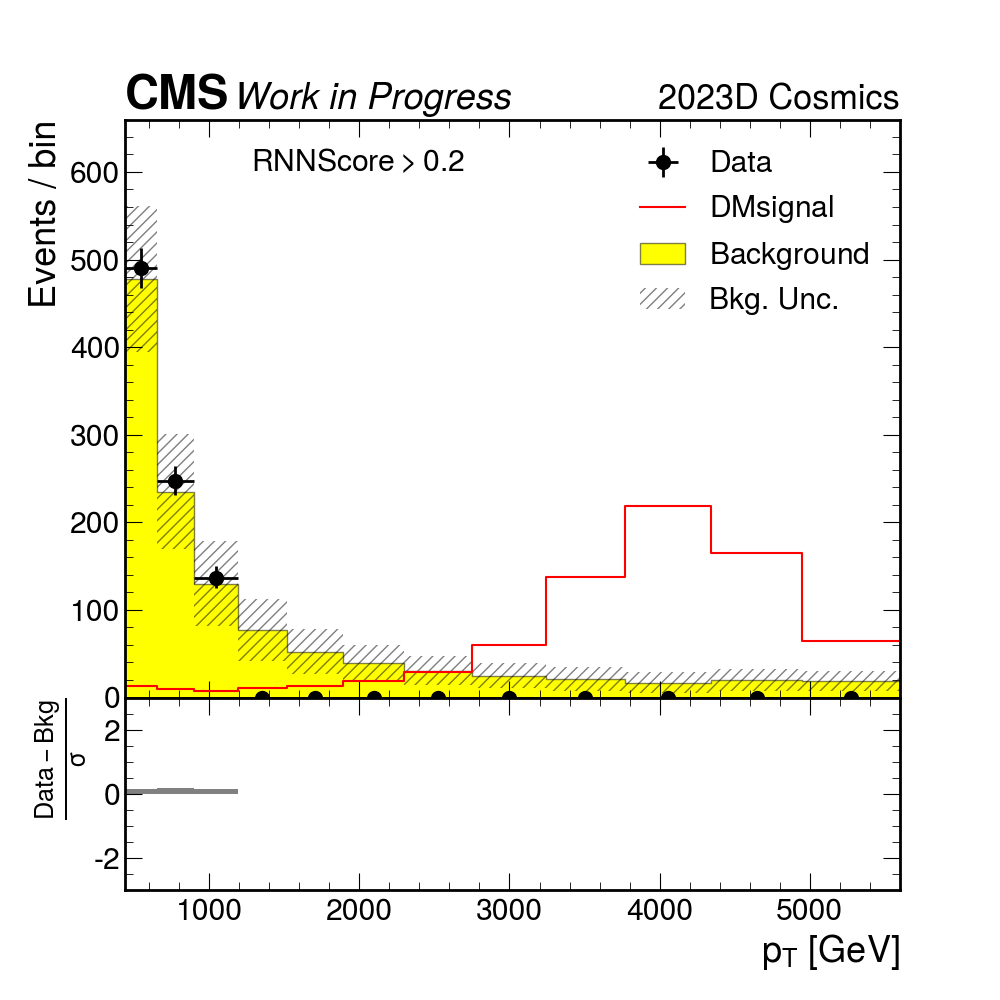 CMS Work in Progress 2023D Cosmics
Events / bin
RNNScore > 0.2
Data
DMsignal
Background
Bkg. Unc.
600
500
400
300
200
100
0
Data – Bkg
σ
2
0
-2
1000 2000 3000 4000 5000
pT [GeV]